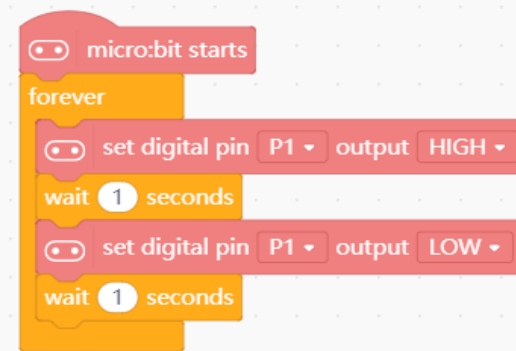 micro:bit starts
forever
set digital pin P1 output HIGH
wait 1 seconds
set digital pin P1 output LOW
wait 1 seconds